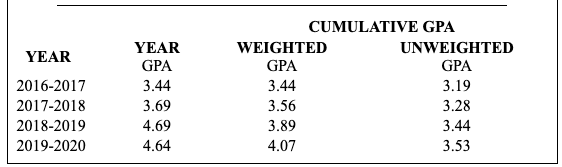 CUMULATIVE GPA
YEAR YEAR WEIGHTED UNWEIGHTED
GPA GPA GPA
2016-2017 3.44 3.44 3.19
2017-2018 3.69 3.56 3.28
2018-2019 4.69 3.89 3.44
2019-2020 4.64 4.07 3.53